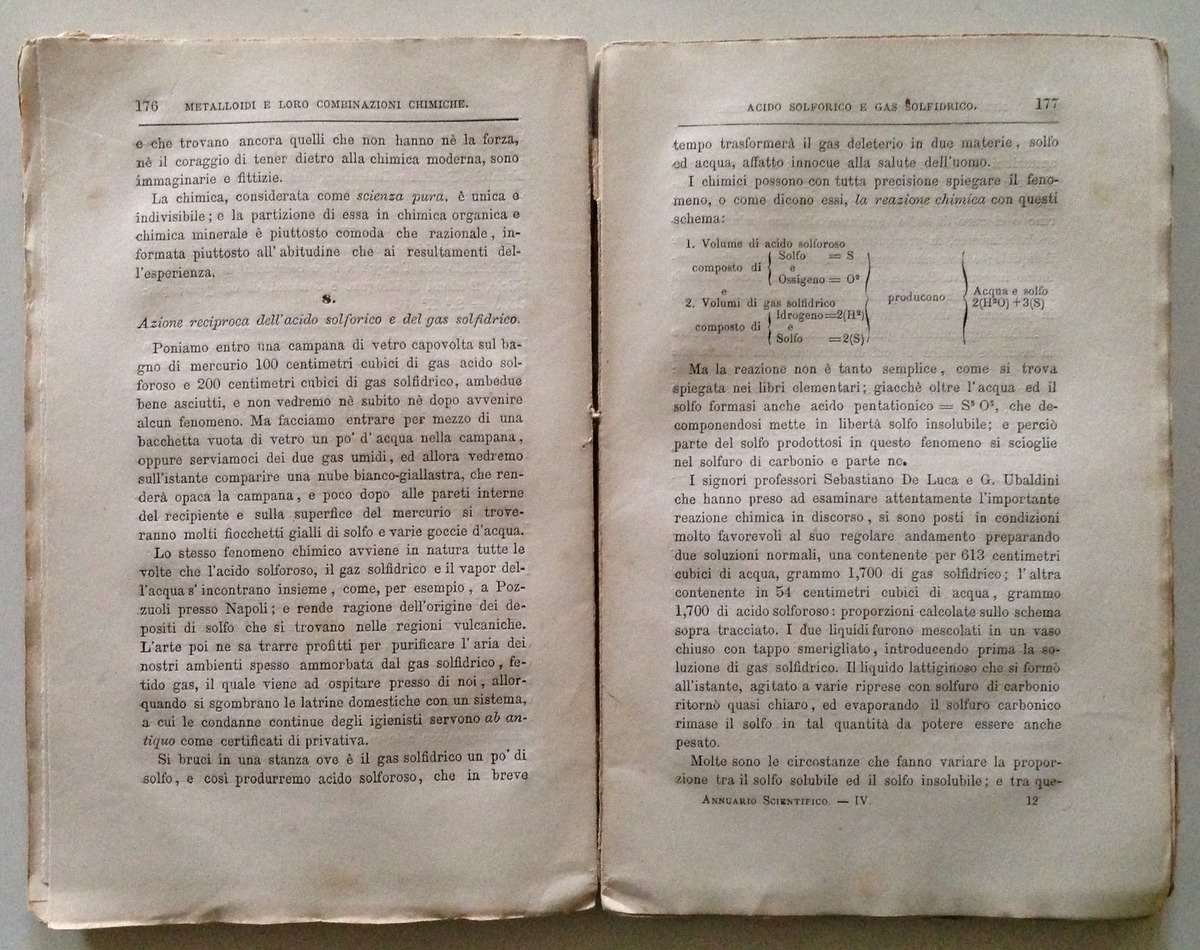 176 METALLOIDI E LORO COMBINAZIONI CHIMICHE.
e che trovano ancora quelli che non hanno nè la forza,
nè il coraggio di tener dietro alla chimica moderna, sono
immaginarie e fittizie.
La chimica, considerata come scienza pura, è unica e
indivisibile; e la partizione di essa in chimica organica e
chimica minerale è piuttosto comoda che razionale, in-
formata piuttosto all'abitudine che ai resultamenti del-
l'esperienza.
8.
Azione reciproca dell'acido solforico e del gas solfidrico.
Poniamo entro una campana di vetro capovolta sul ba-
gno di mercurio 100 centimetri cubici di gas acido sol-
foroso e 200 centimetri cubici di gas solfidrico, ambedue
bene asciutti, e non vedremo nè subito nè dopo avvenire
alcun fenomeno. Ma facciamo entrare per mezzo di una
bacchetta vuota di vetro un po' d'acqua nella campana,
oppure serviamoci dei due gas umidi, ed allora vedremo
sull'istante comparire una nube bianco-giallastra, che ren-
derà opaca la campana, e poco dopo alle pareti interne
del recipiente e sulla superfice del mercurio si trove-
ranno molti fiocchetti gialli di solfo e varie goccie d'acqua.
Lo stesso fenomeno chimico avviene in natura tutte le
volte che l'acido solforoso, il gaz solfidrico e il vapor del-
l'acqua s'incontrano insieme, come, per esempio, a Poz-
zuoli presso Napoli; e rende ragione dell'origine dei de-
positi di solfo che si trovano nelle regioni vulcaniche.
L'arte poi ne sa trarre profitti per purificare l'aria dei
nostri ambienti spesso ammorbata dal gas solfidrico, fe-
tido gas, il quale viene ad ospitare presso di noi, allor-
quando si sgombrano le latrine domestiche con un sistema,
a cui le condanne continue degli igienisti servono ab an-
tiquo come certificati di privativa.
Si bruci in una stanza ove è il gas solfidrico un po' di
solfo, e così produrremo acido solforoso, che in breve
ACIDO SOLFORICO E GAS SOLFIDRICO. 177
tempo trasformerà il gas deleterio in due materie, solfo
ed acqua, affatto innocue alla salute dell'uomo.
I chimici possono con tutta precisione spiegare il feno-
meno, o come dicono essi, la reazione chimica con questi
schema:
1. Volume di acido solforoso
composto di { Solfo = S
e
Ossigeno = O²
e
2. Volumi di gas solfidrico
composto di { Idrogeno=2(H²)
e
Solfo =2(S)
producono
Acqua e solfo
2(H²O)+3(S)
Ma la reazione non è tanto semplice, come si trova
spiegata nei libri elementari; giacchè oltre l'acqua ed il
solfo formasi anche acido pentationico = S⁵ O⁵, che de-
componendosi mette in libertà solfo insolubile; e perciò
parte del solfo prodottosi in questo fenomeno si scioglie
nel solfuro di carbonio e parte no.
I signori professori Sebastiano De Luca e G. Ubaldini
che hanno preso ad esaminare attentamente l'importante
reazione chimica in discorso, si sono posti in condizioni
molto favorevoli al suo regolare andamento preparando
due soluzioni normali, una contenente per 613 centimetri
cubici di acqua, grammo 1,700 di gas solfidrico; l'altra
contenente in 54 centimetri cubici di acqua, grammo
1,700 di acido solforoso: proporzioni calcolate sullo schema
sopra tracciato. I due liquidi furono mescolati in un vaso
chiuso con tappo smerigliato, introducendo prima la so-
luzione di gas solfidrico. Il liquido lattiginoso che si formò
all'istante, agitato a varie riprese con solfuro di carbonio
ritornò quasi chiaro, ed evaporando il solfuro carbonico
rimase il solfo in tal quantità da potere essere anche
pesato.
Molte sono le circostanze che fanno variare la propor-
zione tra il solfo solubile ed il solfo insolubile; e tra que-
ANNUARIO SCIENTIFICO. — IV. 12